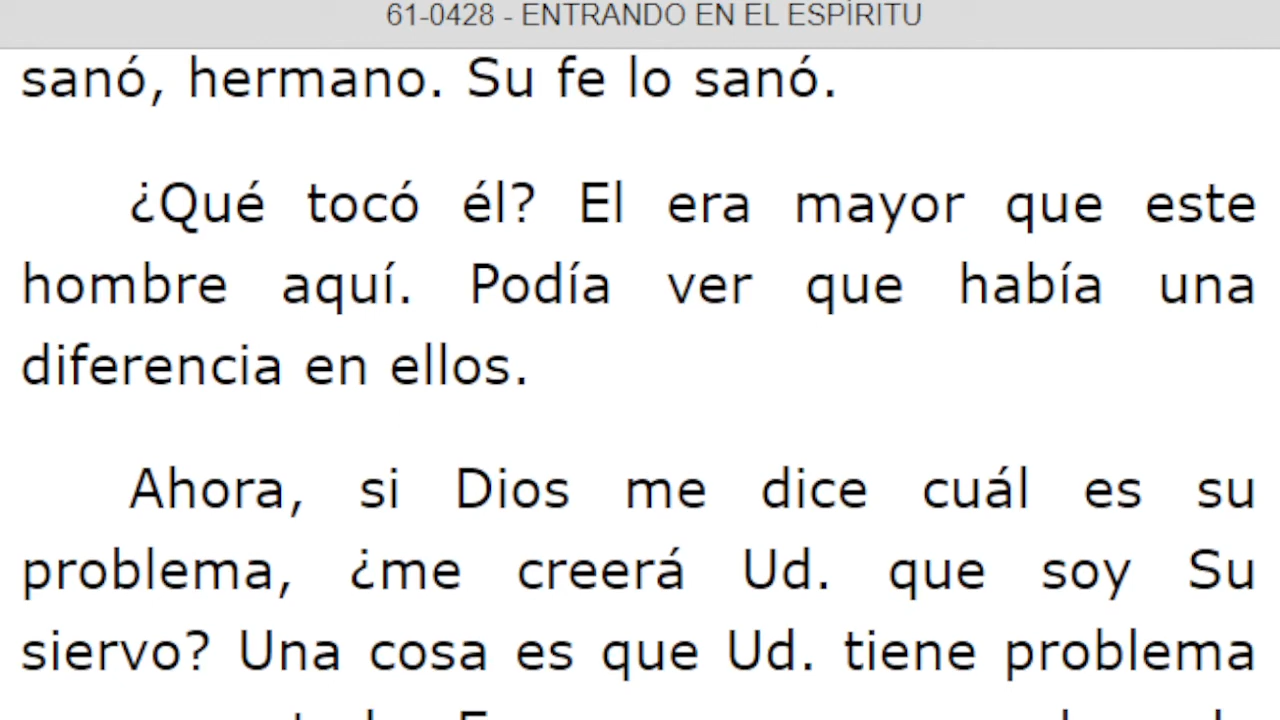 61-0428 - ENTRANDO EN EL ESPÍRITU
sanó, hermano. Su fe lo sanó.
¿Qué tocó él? El era mayor que este
hombre aquí. Podía ver que había una
diferencia en ellos.
Ahora, si Dios me dice cuál es su
problema, ¿me creerá Ud. que soy Su
siervo? Una cosa es que Ud. tiene problema